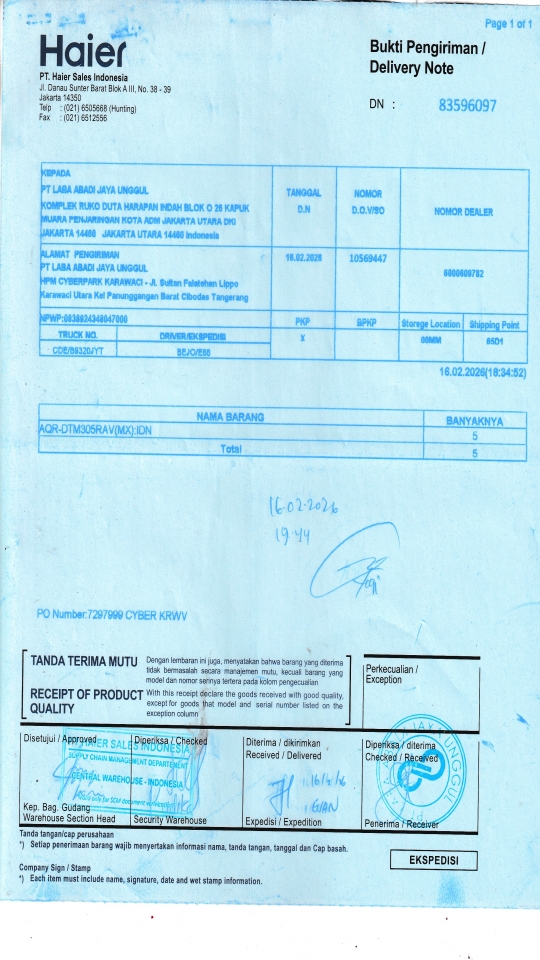 Page 1 of 1
Haier
Bukti Pengiriman /
Delivery Note
PT. Haier Sales Indonesia
Jl. Danau Sunter Barat Blok A III, No. 38 - 39
Jakarta 14350
Telp : (021) 6505668 (Hunting)
Fax : (021) 6512556
DN : 83596097
KEPADA
PT LABA ABADI JAYA UNGGUL
KOMPLEK RUKO DUTA HARAPAN INDAH BLOK O 26 KAPUK
MUARA PENJARINGAN KOTA ADM JAKARTA UTARA DKI
JAKARTA 14460 JAKARTA UTARA 14460 Indonesia
TANGGAL
D.N
NOMOR
D.O.V/SO
NOMOR DEALER
ALAMAT PENGIRIMAN
PT LABA ABADI JAYA UNGGUL
HPM CYBERPARK KARAWACI - Jl. Sultan Falatehan Lippo
Karawaci Utara Kel Panunggangan Barat Cibodas Tangerang
16.02.2026
10569447
6000609782
NPWP:0838924348047000
PKP
BPKP
Storege Location
Shipping Point
TRUCK NO.
DRIVER/EKSPEDISI
X
00MM
65D1
CDE/B9320JYT
16.02.2026(18:34:52)
NAMA BARANG
BANYAKNYA
AQR-DTM305RAV(MX):IDN
5
Total
5
16-02-2026
19:44
PO Number:7297999 CYBER KRWV
TANDA TERIMA MUTU
Dengan lembaran ini juga, menyatakan bahwa barang yang diterima
tidak bermasalah secara manajemen mutu, kecuali barang yang
model dan nomor serinya tertera pada kolom pengecualian
RECEIPT OF PRODUCT
QUALITY
With this receipt declare the goods received with good quality,
except for goods that model and serial number listed on the
exception column
Perkecualian /
Exception
Disetujui / Approved
Diperiksa / Checked
Diterima / dikirimkan
Received / Delivered
Diperiksa / diterima
Checked / Received
HAIER SALES INDONESIA
SUPPLY CHAIN MANAGEMENT DEPARTEMENT
CENTRAL WAREHOUSE - INDONESIA
Kep. Bag. Gudang
Warehouse Section Head
Security Warehouse
Expedisi / Expedition
Penerima / Receiver
Tanda tangan/cap perusahaan
*) Setiap penerimaan barang wajib menyertakan informasi nama, tanda tangan, tanggal dan Cap basah.
EKSPEDISI
Company Sign / Stamp
*) Each item must include name, signature, date and wet stamp information.